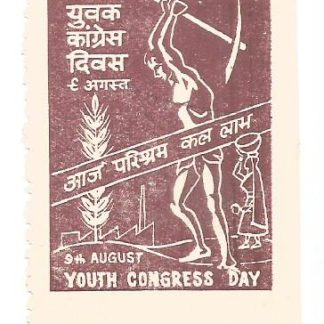 युवक
कांग्रेस
दिवस
९ अगस्त
आज परिश्रम कल लाभ
9th AUGUST
YOUTH CONGRESS DAY